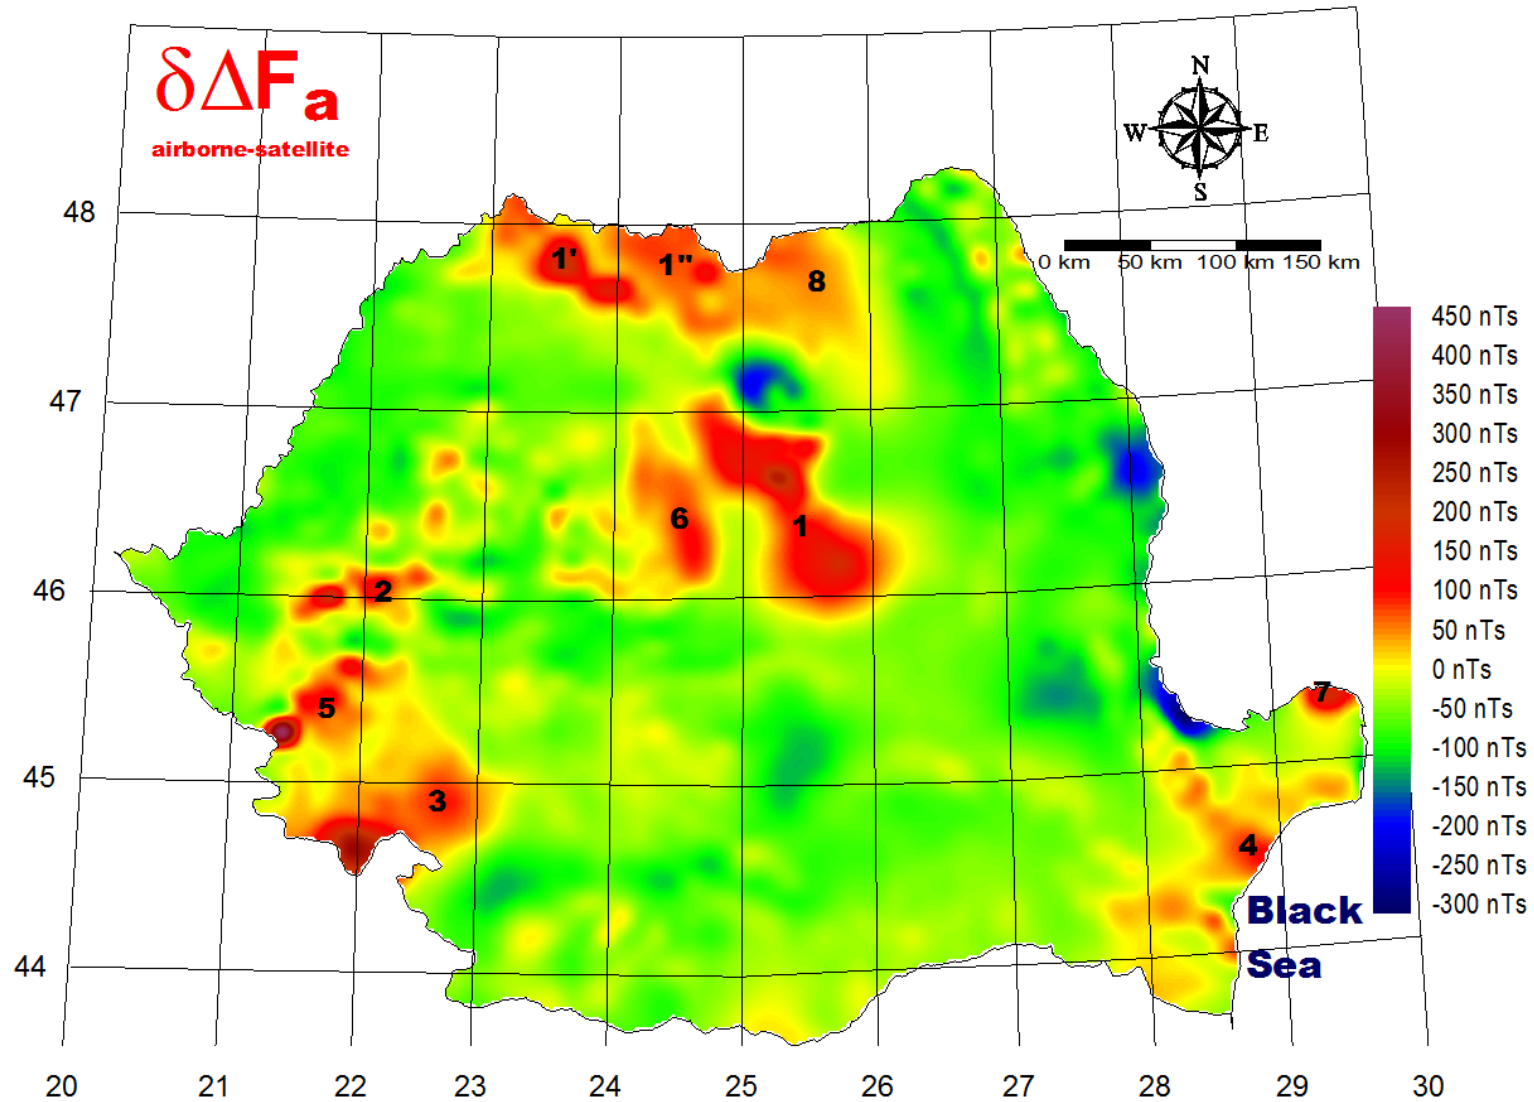 δΔFa
airborne-satellite
N
W E
S
0 km 50 km 100 km 150 km
48
47
46
45
44
20 21 22 23 24 25 26 27 28 29 30
1'
1"
8
6
1
2
5
7
3
4
Black
Sea
450 nTs
400 nTs
350 nTs
300 nTs
250 nTs
200 nTs
150 nTs
100 nTs
50 nTs
0 nTs
-50 nTs
-100 nTs
-150 nTs
-200 nTs
-250 nTs
-300 nTs